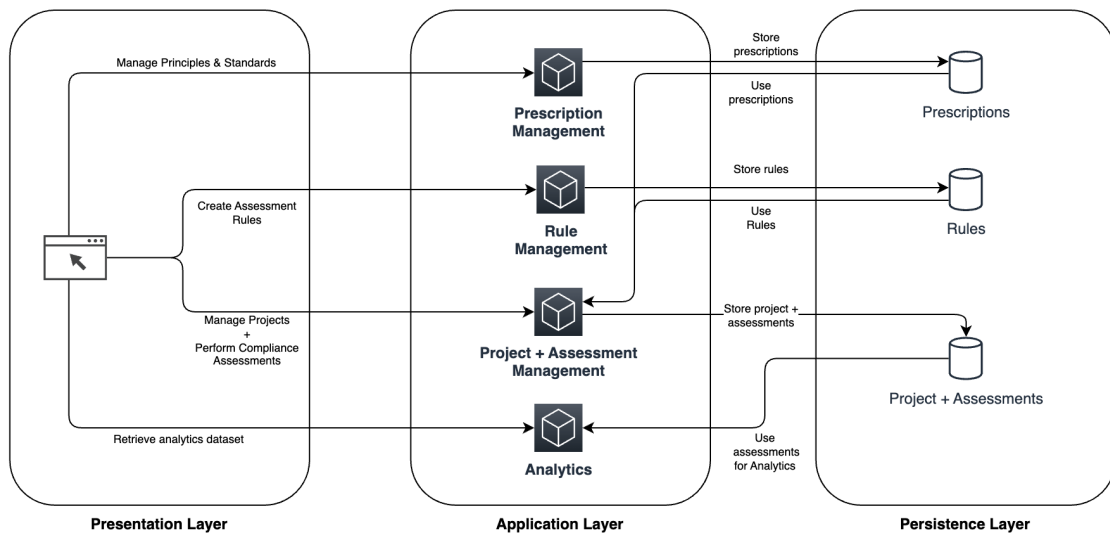 Manage Principles & Standards
Create Assessment
Rules
Manage Projects
+
Perform Compliance
Assessments
Retrieve analytics dataset
Presentation Layer
Prescription
Management
Rule
Management
Project + Assessment
Management
Analytics
Application Layer
Store
prescriptions
Use
prescriptions
Store rules
Use
Rules
Store project +
assessments
Use
assessments
for Analytics
Prescriptions
Rules
Project + Assessments
Persistence Layer